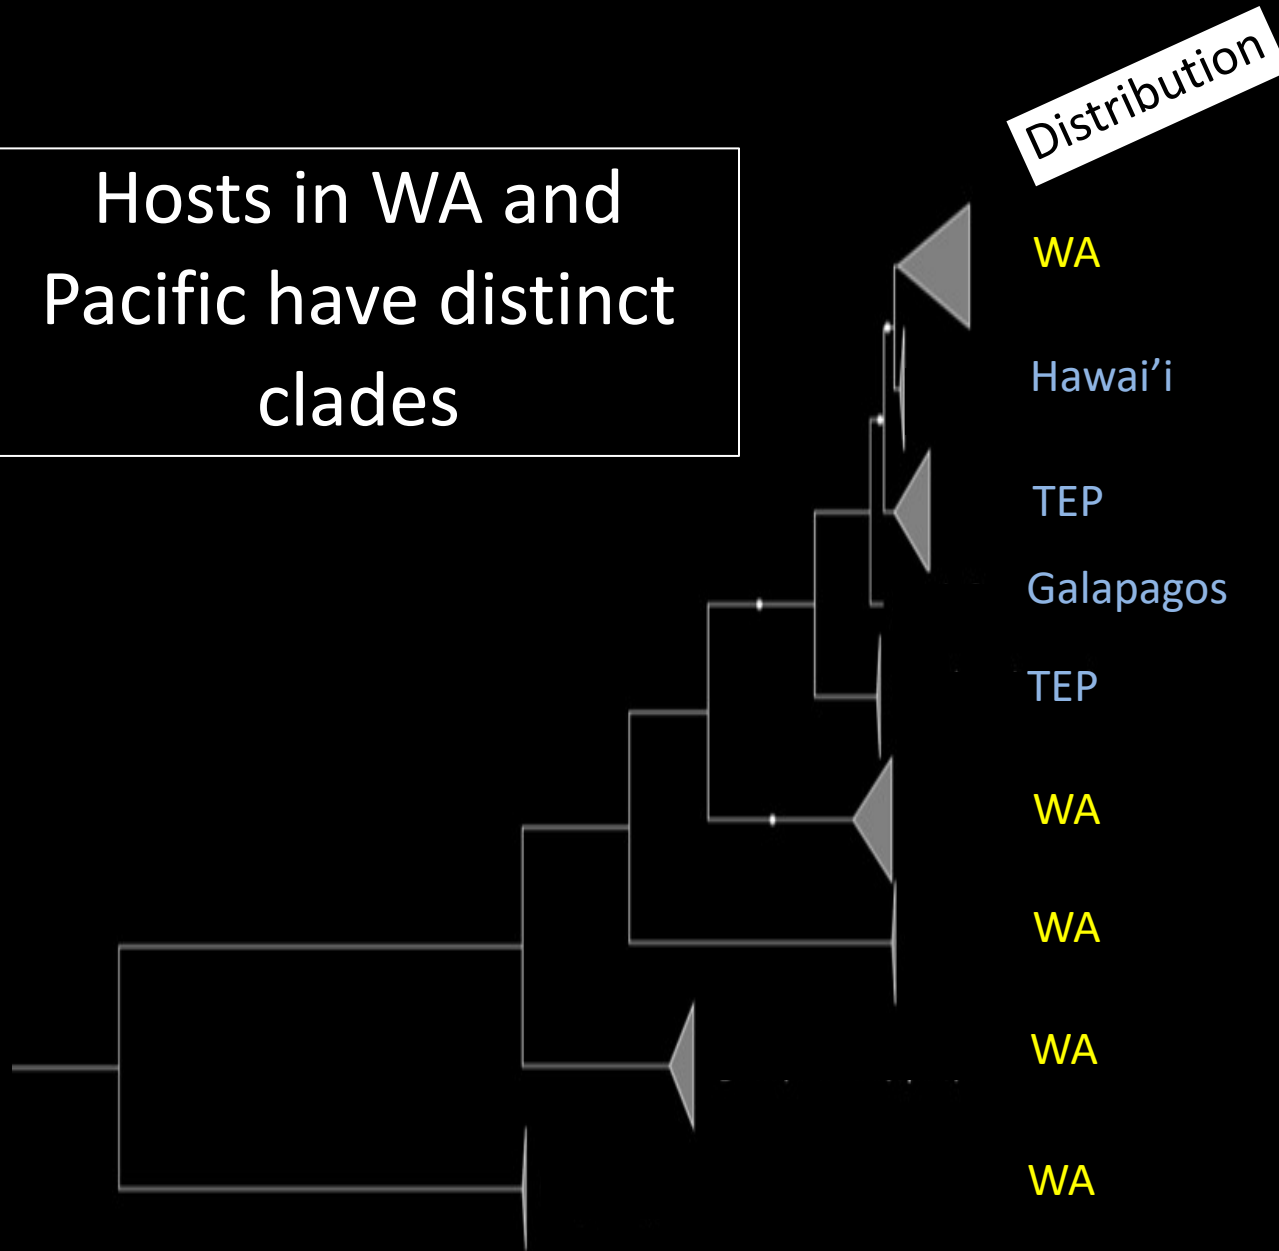 Distribution
Hosts in WA and
Pacific have distinct
clades
WA
Hawai’i
TEP
Galapagos
TEP
WA
WA
WA
WA